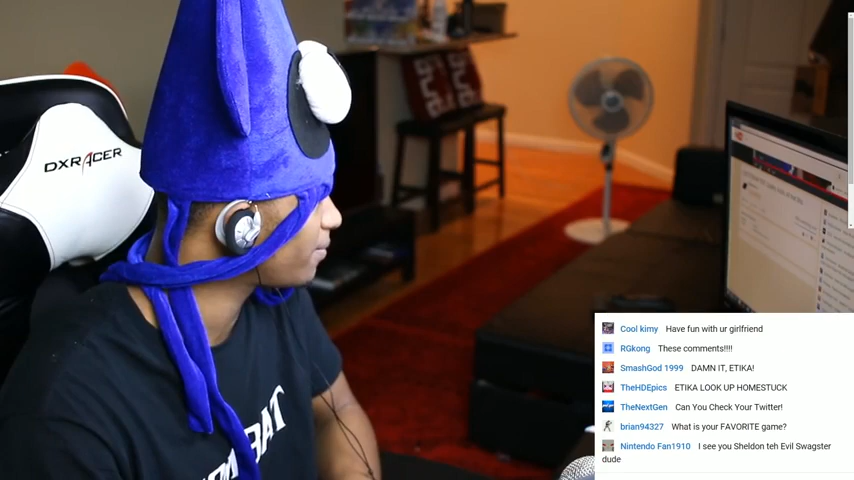 DXRACER
Cool kimy Have fun with ur girlfriend
RGkong These comments!!!!
SmashGod 1999 DAMN IT, ETIKA!
TheHDEpics ETIKA LOOK UP HOMESTUCK
TheNextGen Can You Check Your Twitter!
brian94327 What is your FAVORITE game?
Nintendo Fan1910 I see you Sheldon teh Evil Swagster
dude